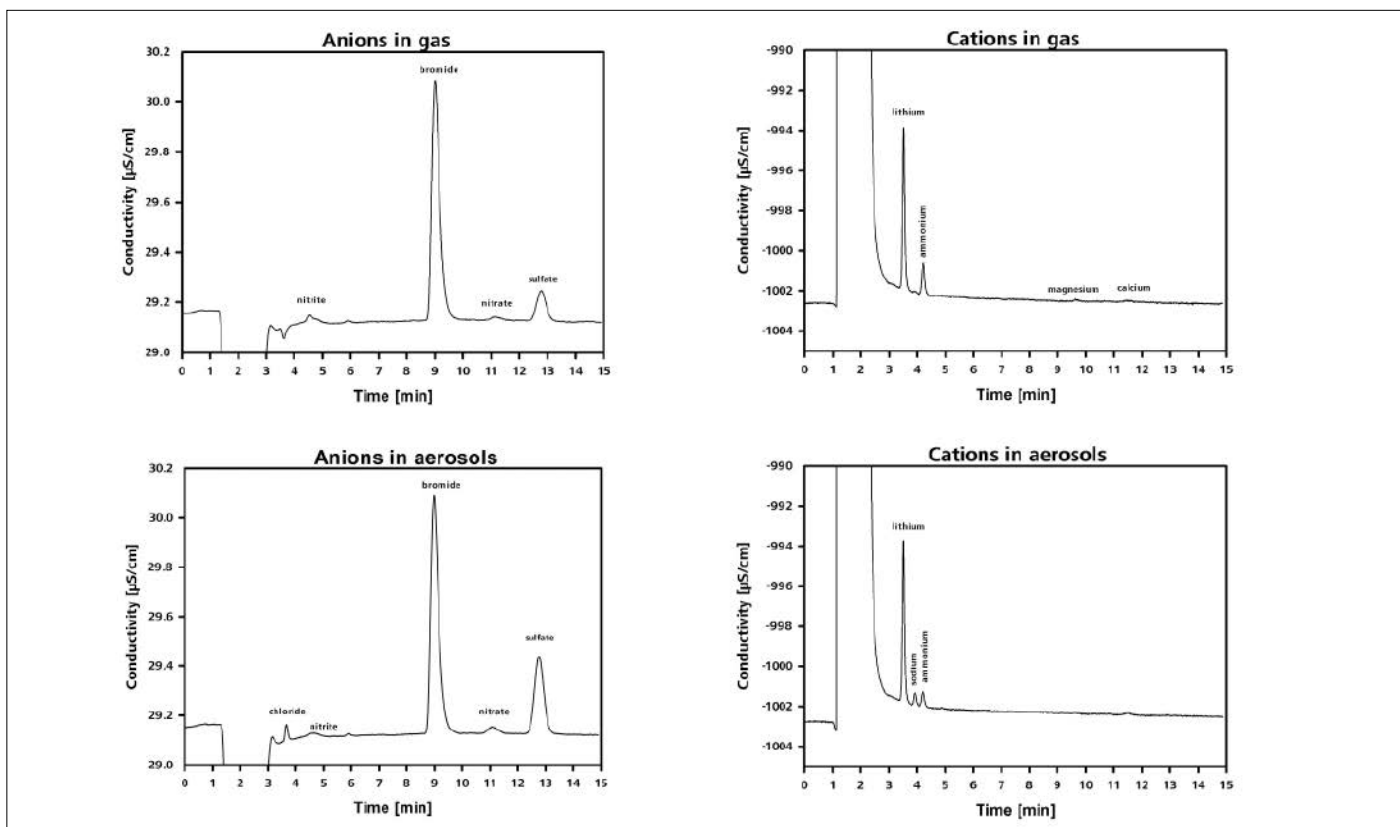 Anions in gas
30.2
30.0
29.8
29.6
29.4
29.2
29.0
Conductivity [µS/cm]
bromide
nitrite
nitrate
sulfate
0 1 2 3 4 5 6 7 8 9 10 11 12 13 14 15
Time [min]
Cations in gas
-990
-992
-994
-996
-998
-1000
-1002
-1004
Conductivity [µS/cm]
lithium
ammonium
magnesium
calcium
0 1 2 3 4 5 6 7 8 9 10 11 12 13 14 15
Time [min]
Anions in aerosols
30.2
30.0
29.8
29.6
29.4
29.2
29.0
Conductivity [µS/cm]
bromide
chloride
nitrite
nitrate
sulfate
0 1 2 3 4 5 6 7 8 9 10 11 12 13 14 15
Time [min]
Cations in aerosols
-990
-992
-994
-996
-998
-1000
-1002
-1004
Conductivity [µS/cm]
lithium
sodium
ammonium
0 1 2 3 4 5 6 7 8 9 10 11 12 13 14 15
Time [min]